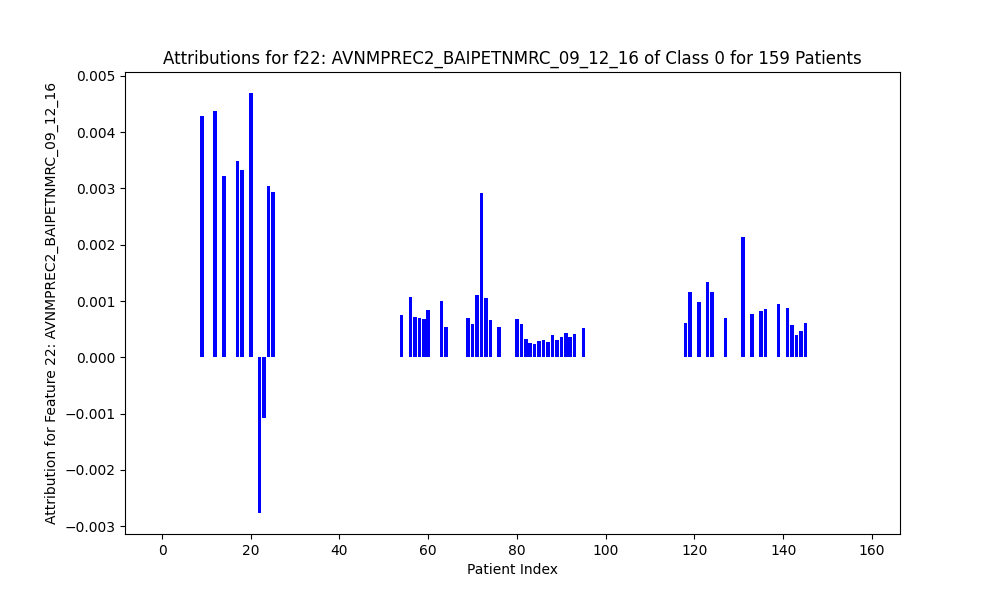 Attributions for f22: AVNMPREC2_BAIPETNMRC_09_12_16 of Class 0 for 159 Patients
Attribution for Feature 22: AVNMPREC2_BAIPETNMRC_09_12_16
0.005
0.004
0.003
0.002
0.001
0.000
−0.001
−0.002
−0.003
0 20 40 60 80 100 120 140 160
Patient Index